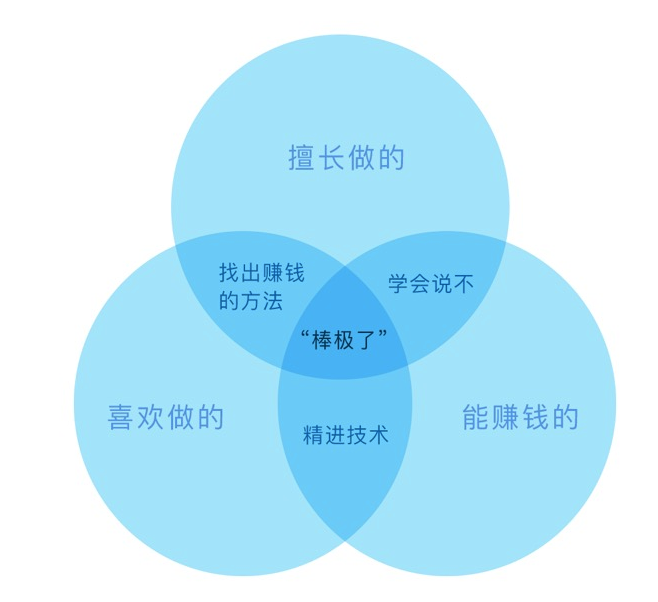 擅长做的
找出赚钱
的方法
学会说不
“棒极了”
喜欢做的
能赚钱的
精进技术